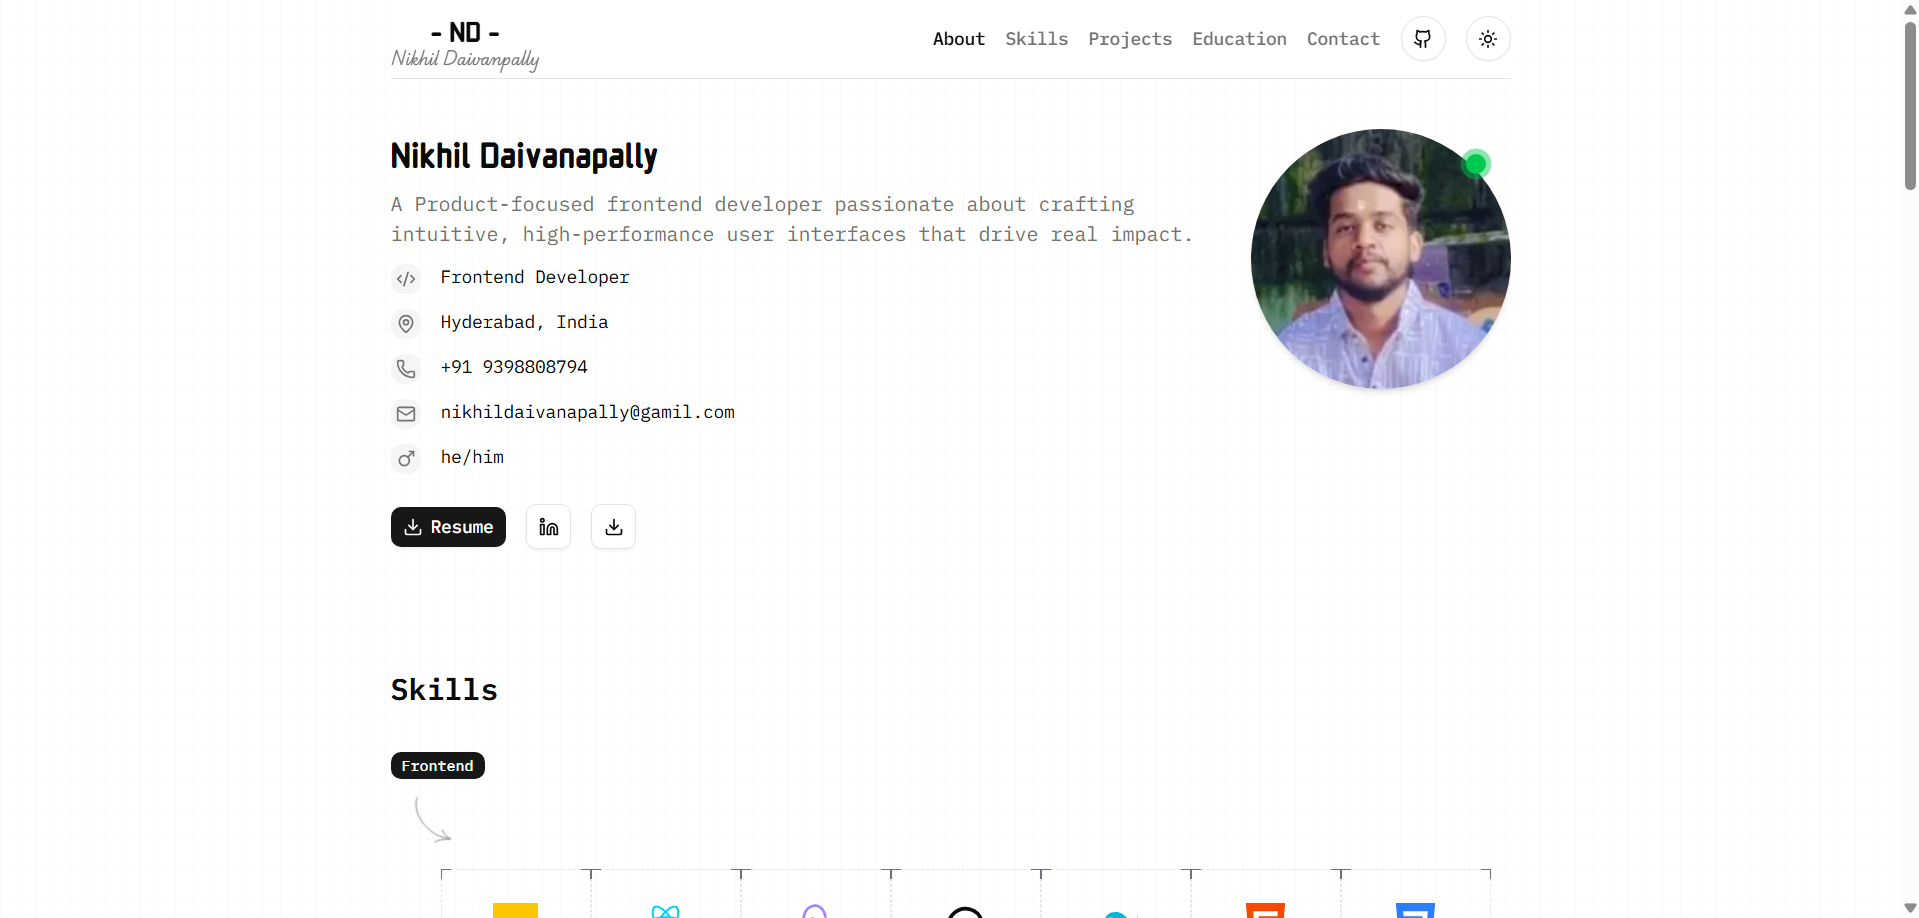 - ND -
Nikhil Daivanpally
About Skills Projects Education Contact
Nikhil Daivanapally
A Product-focused frontend developer passionate about crafting
intuitive, high-performance user interfaces that drive real impact.
Frontend Developer
Hyderabad, India
+91 9398808794
nikhildaivanapally@gamil.com
he/him
Resume
Skills
Frontend